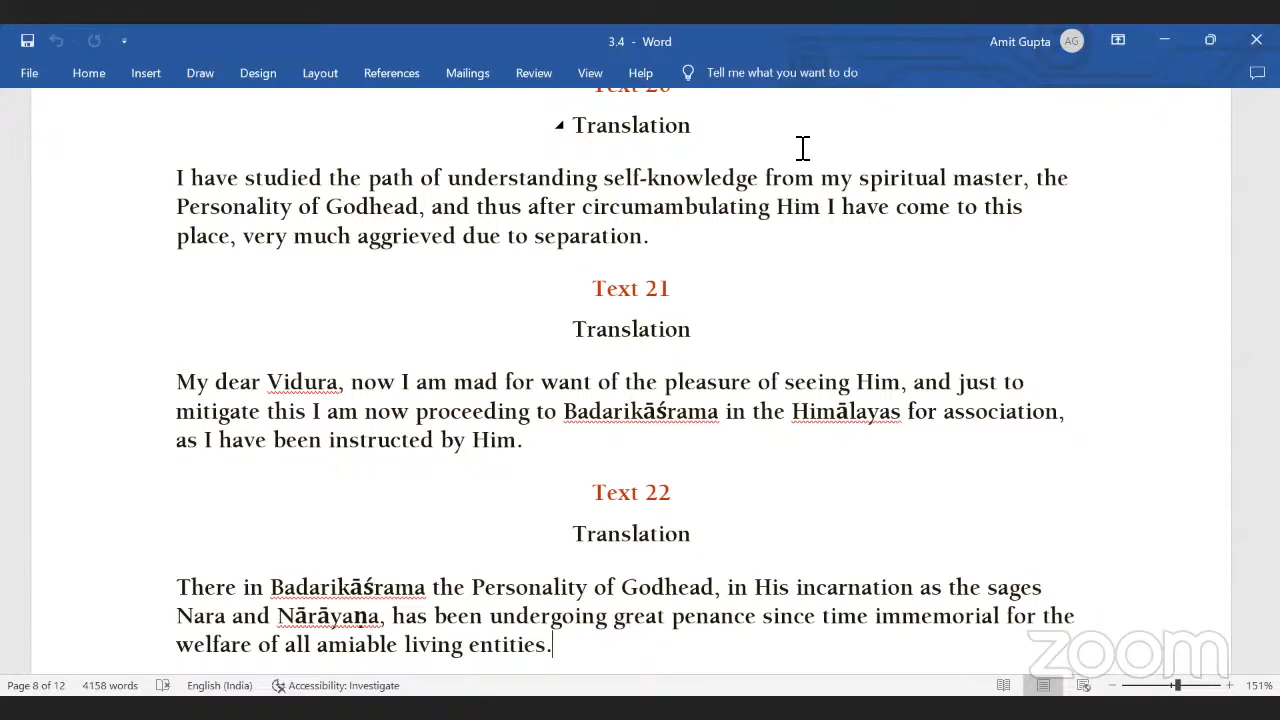 3.4 - Word
Amit Gupta AG
File Home Insert Draw Design Layout References Mailings Review View Help Tell me what you want to do
Text 20
Translation
I have studied the path of understanding self-knowledge from my spiritual master, the
Personality of Godhead, and thus after circumambulating Him I have come to this
place, very much aggrieved due to separation.
Text 21
Translation
My dear Vidura, now I am mad for want of the pleasure of seeing Him, and just to
mitigate this I am now proceeding to Badarikāśrama in the Himālayas for association,
as I have been instructed by Him.
Text 22
Translation
There in Badarikāśrama the Personality of Godhead, in His incarnation as the sages
Nara and Nārāyaṇa, has been undergoing great penance since time immemorial for the
welfare of all amiable living entities.
zoom
Page 8 of 12 4158 words English (India) Accessibility: Investigate 151%